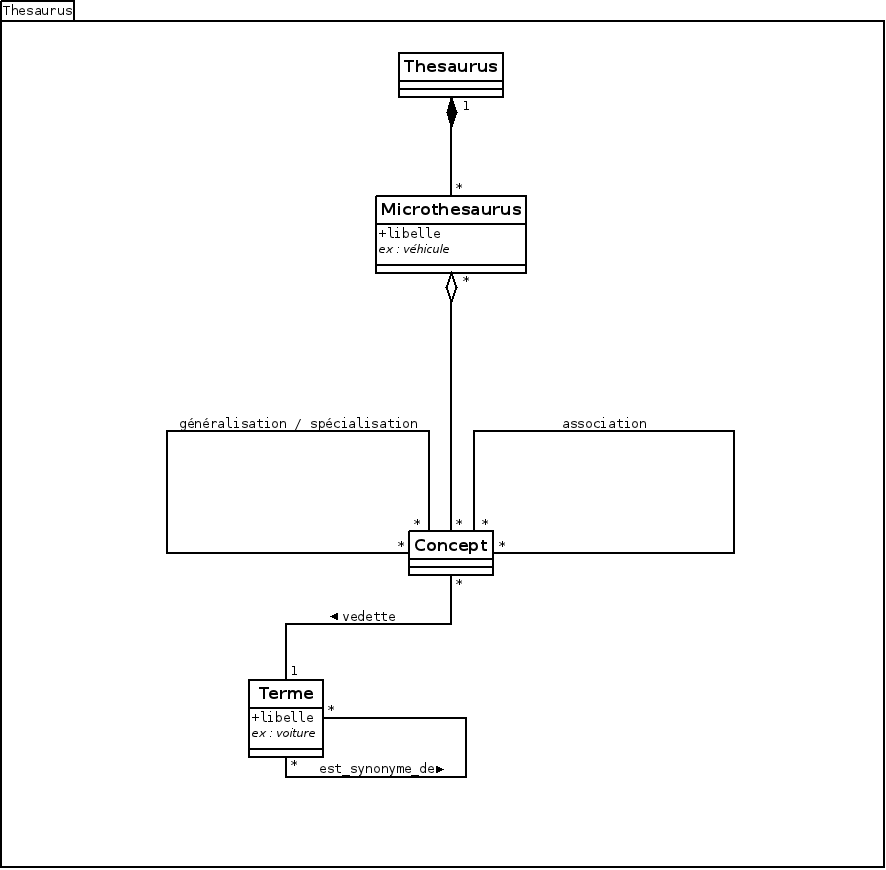 Thesaurus
Thesaurus
1
*
Microthesaurus
+libelle
ex : véhicule
*
généralisation / spécialisation
association
* * *
* Concept *
*
◄ vedette
1
Terme
*
+libelle
ex : voiture
*
est_synonyme_de►